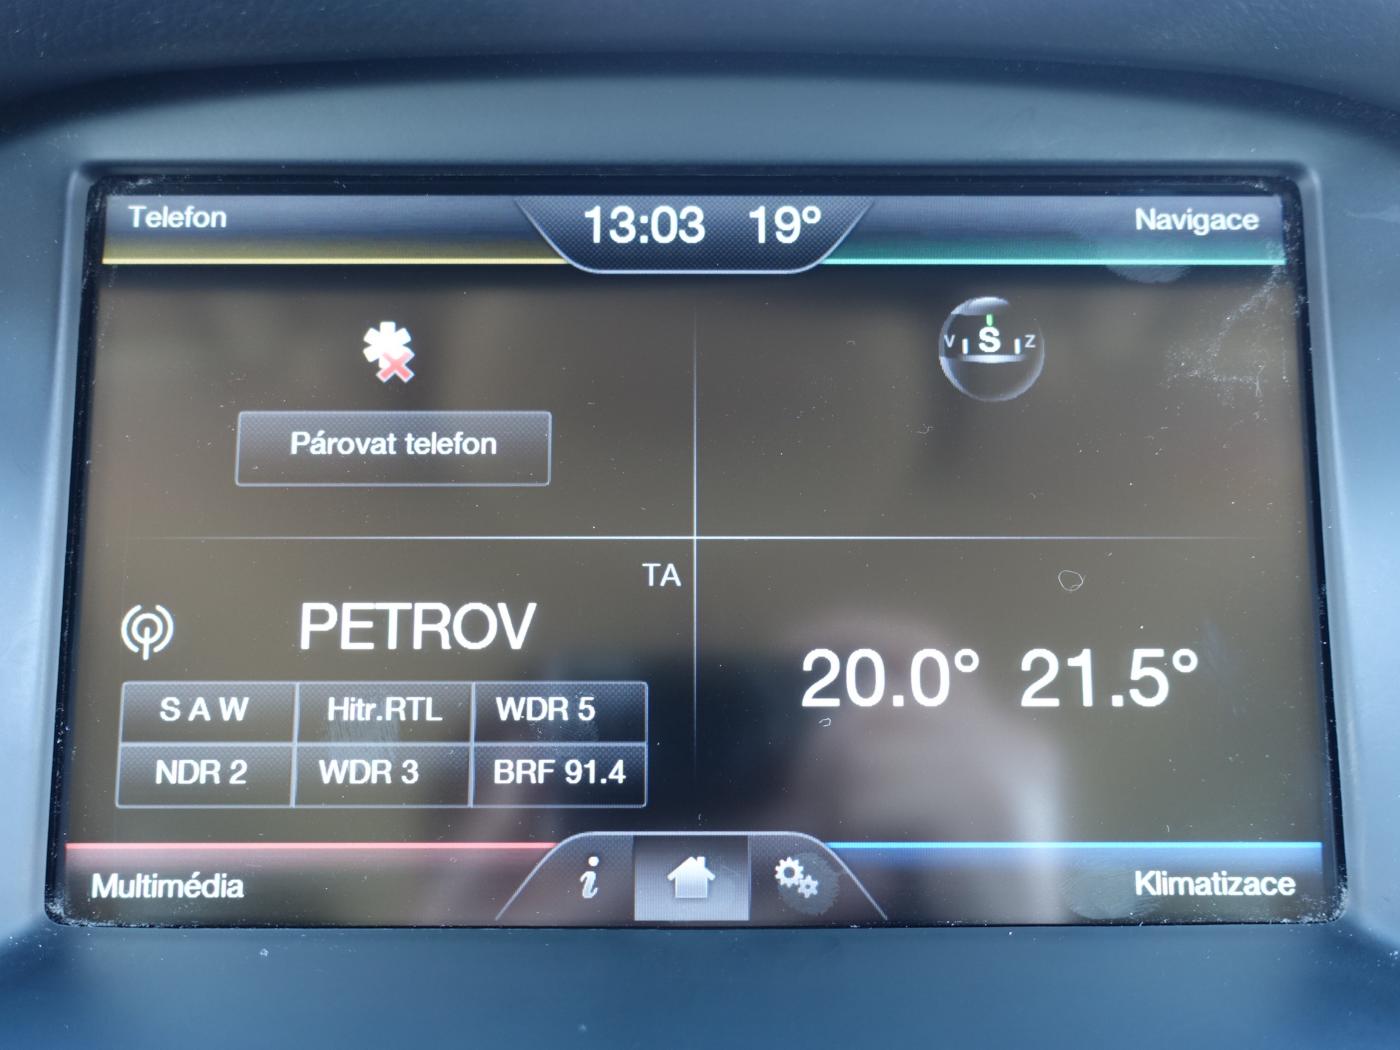 Telefon
13:03 19°
Navigace
V S Z
Párovat telefon
TA
PETROV
S A W Hitr.RTL WDR 5
NDR 2 WDR 3 BRF 91.4
20.0° 21.5°
Multimédia
i
Klimatizace